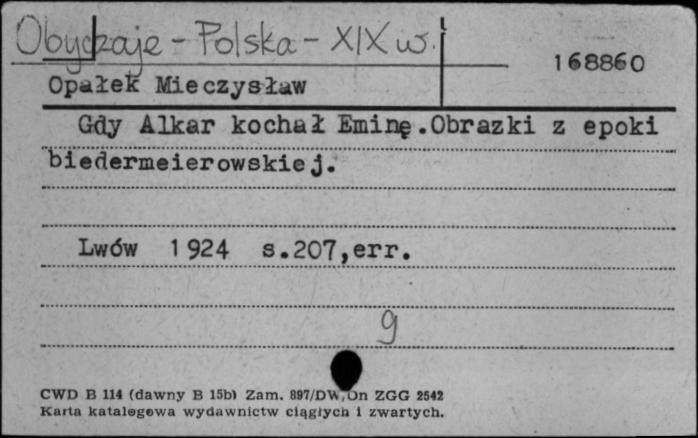 Obyczaje - Polska - XIX w.
168860
Opałek Mieczysław
Gdy Alkar kochał Eminę.Obrazki z epoki
biedermeierowskiej.
Lwów 1924 s.207,err.
9
CWD B 114 (dawny B 15b) Zam. 897/DW,On ZGG 2542
Karta katalogowa wydawnictw ciągłych i zwartych.